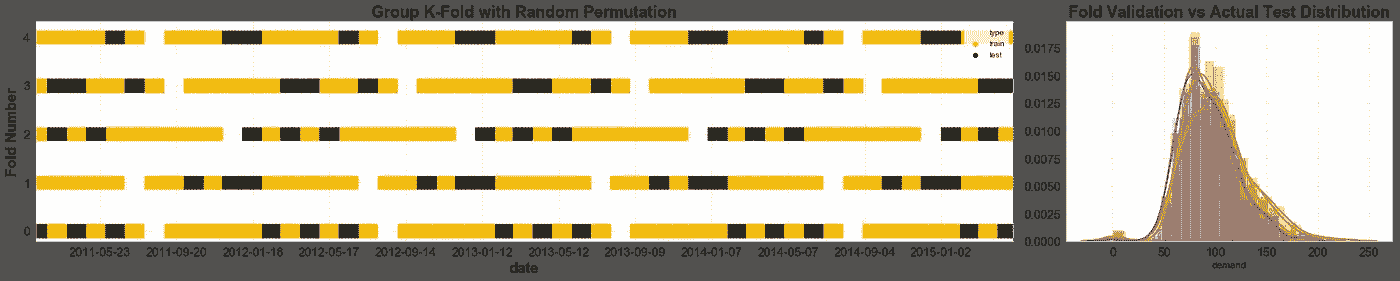 Group K-Fold with Random Permutation
Fold Number
4
3
2
1
0
type
train
test
2011-05-23 2011-09-20 2012-01-18 2012-05-17 2012-09-14 2013-01-12 2013-05-12 2013-09-09 2014-01-07 2014-05-07 2014-09-04 2015-01-02
date
Fold Validation vs Actual Test Distribution
0.0175
0.0150
0.0125
0.0100
0.0075
0.0050
0.0025
0.0000
0 50 100 150 200 250
demand